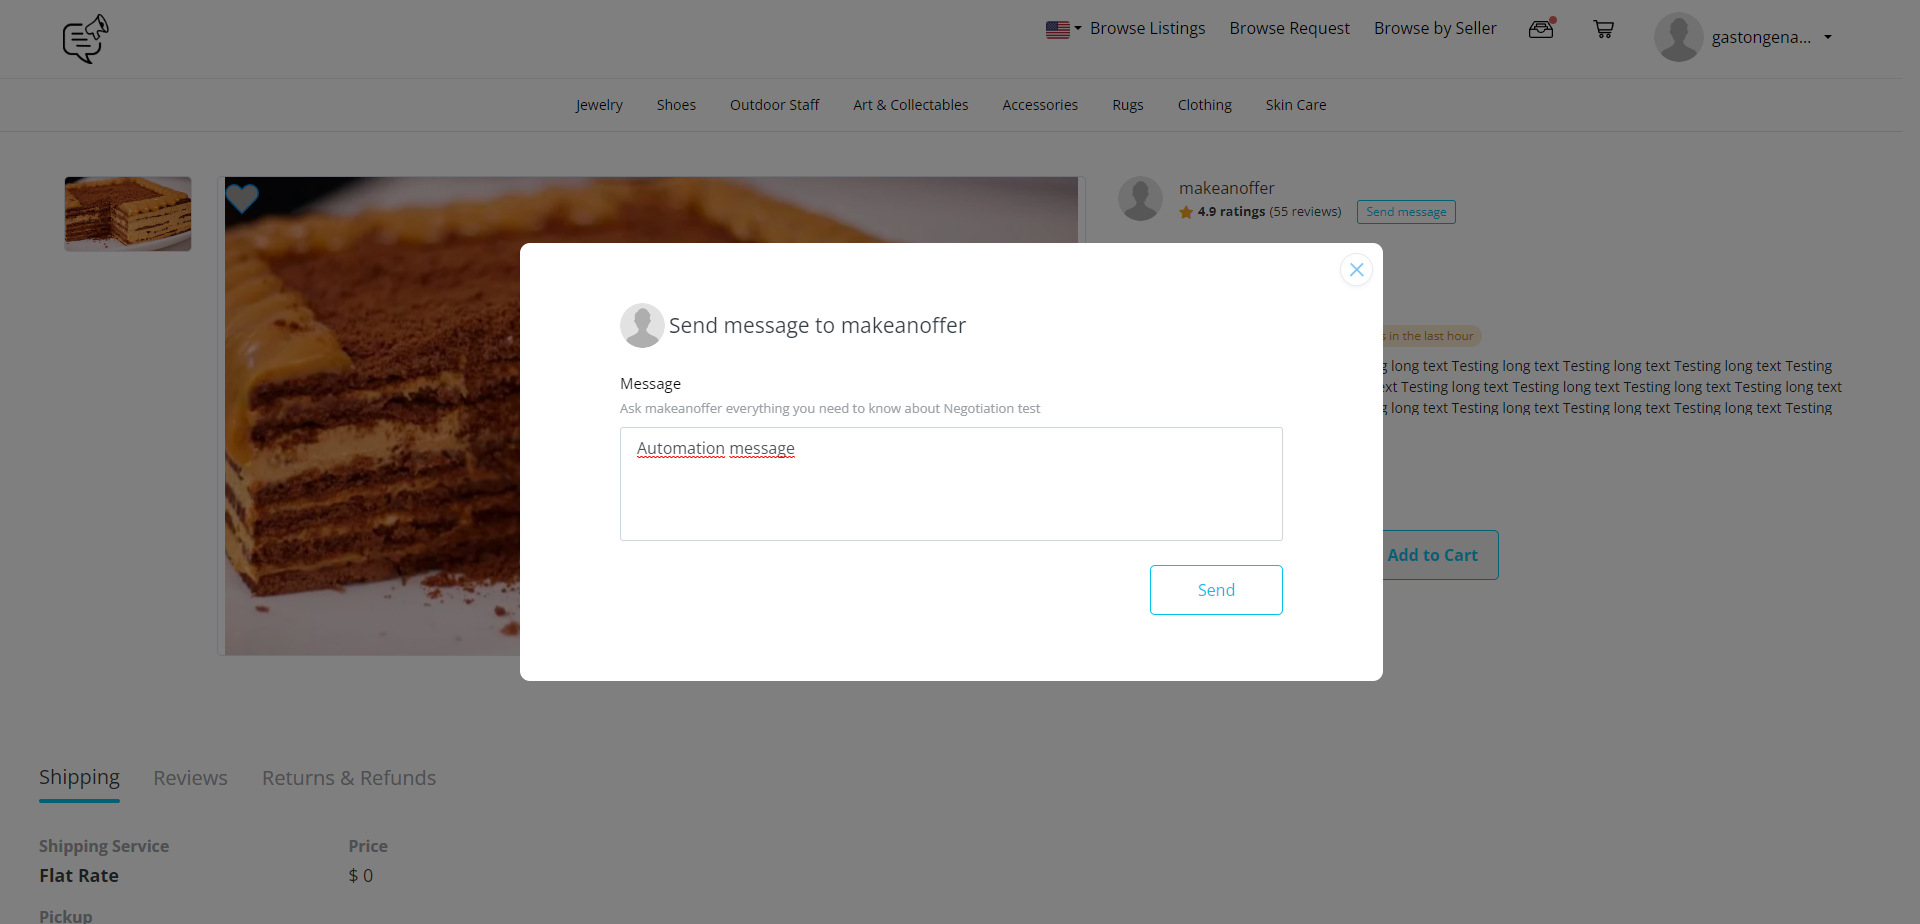 Browse Listings
Browse Request
Browse by Seller
gastongena...
Jewelry
Shoes
Outdoor Staff
Art & Collectables
Accessories
Rugs
Clothing
Skin Care
makeanoffer
4.9 ratings (55 reviews)
Send message
in the last hour
long text Testing long text Testing long text Testing long text Testing
Testing long text Testing long text Testing long text Testing long text
long text Testing long text Testing long text Testing long text Testing
Add to Cart
Send message to makeanoffer
Message
Ask makeanoffer everything you need to know about Negotiation test
Automation message
Send
Shipping
Reviews
Returns & Refunds
Shipping Service
Price
Flat Rate
$ 0
Pickup